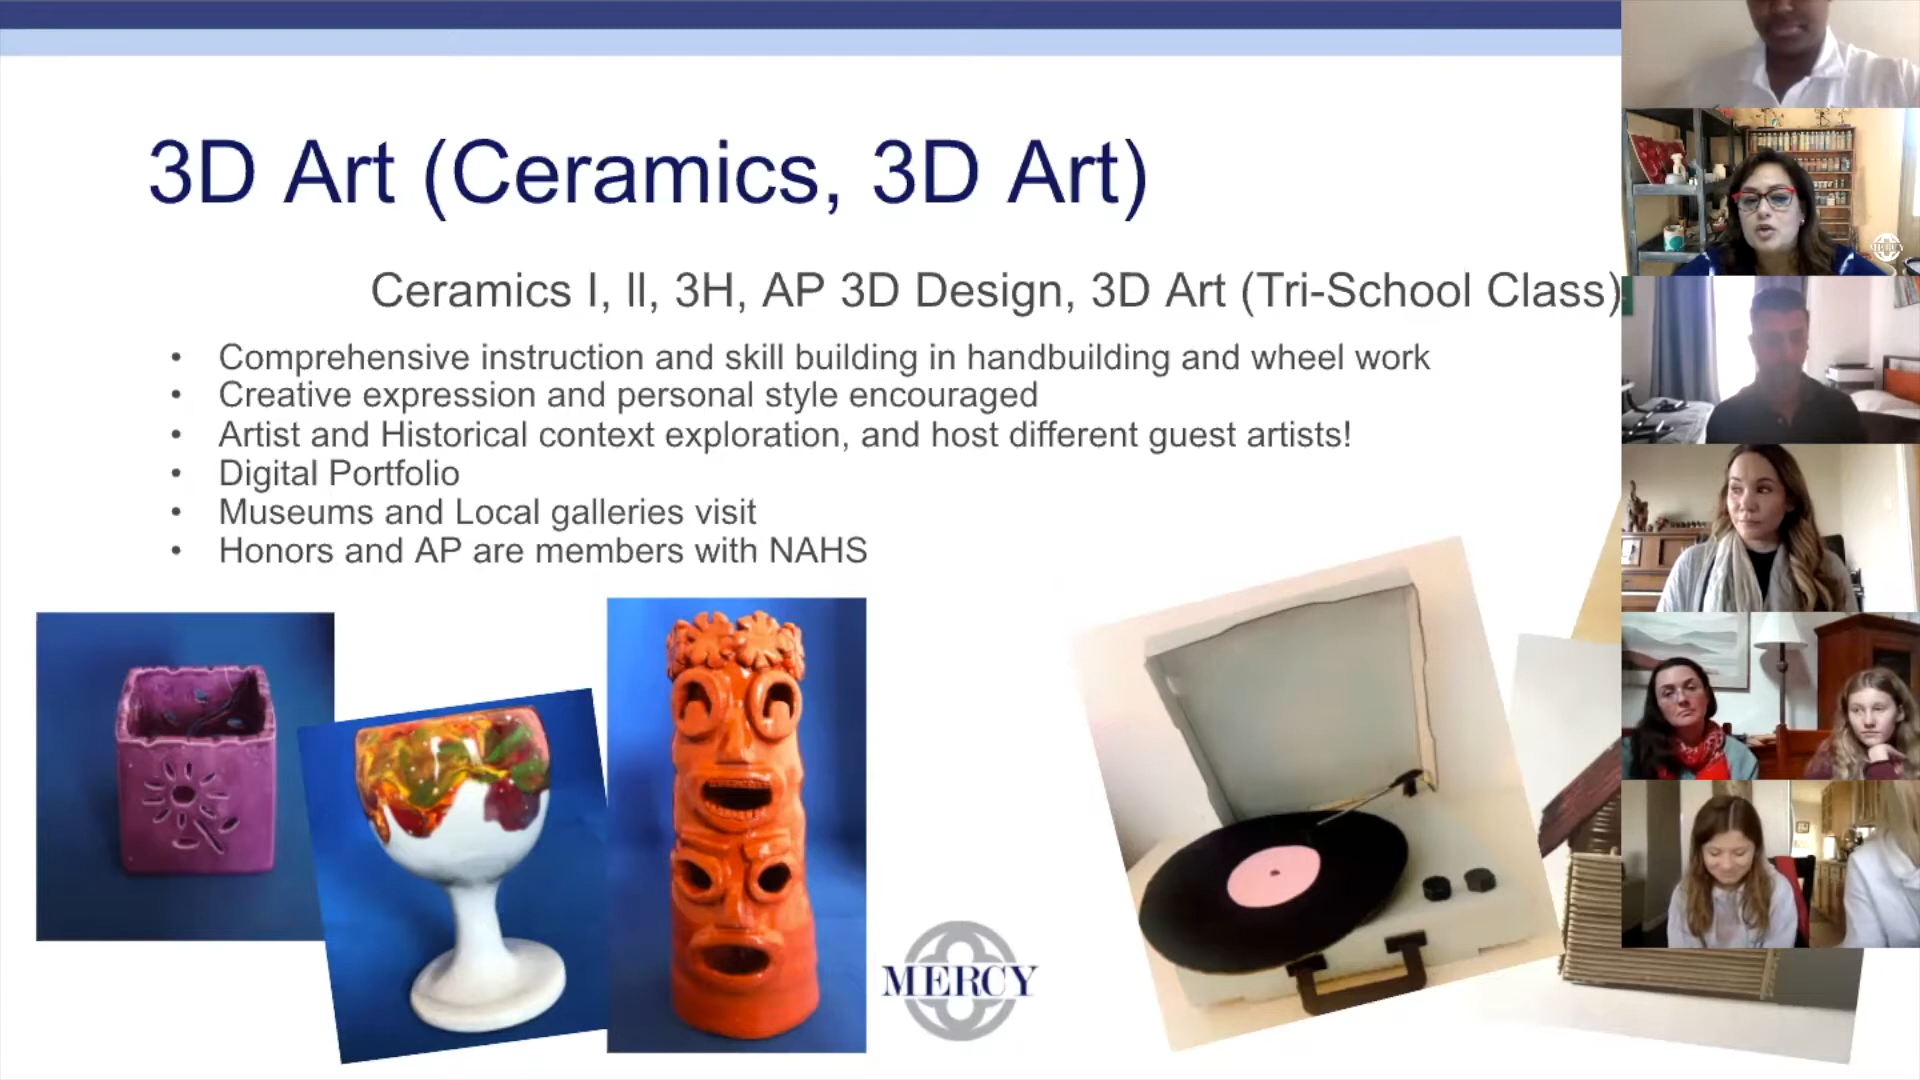 3D Art (Ceramics, 3D Art)
Ceramics I, II, 3H, AP 3D Design, 3D Art (Tri-School Class)
• Comprehensive instruction and skill building in handbuilding and wheel work
• Creative expression and personal style encouraged
• Artist and Historical context exploration, and host different guest artists!
• Digital Portfolio
• Museums and Local galleries visit
• Honors and AP are members with NAHS
MERCY
MERCY